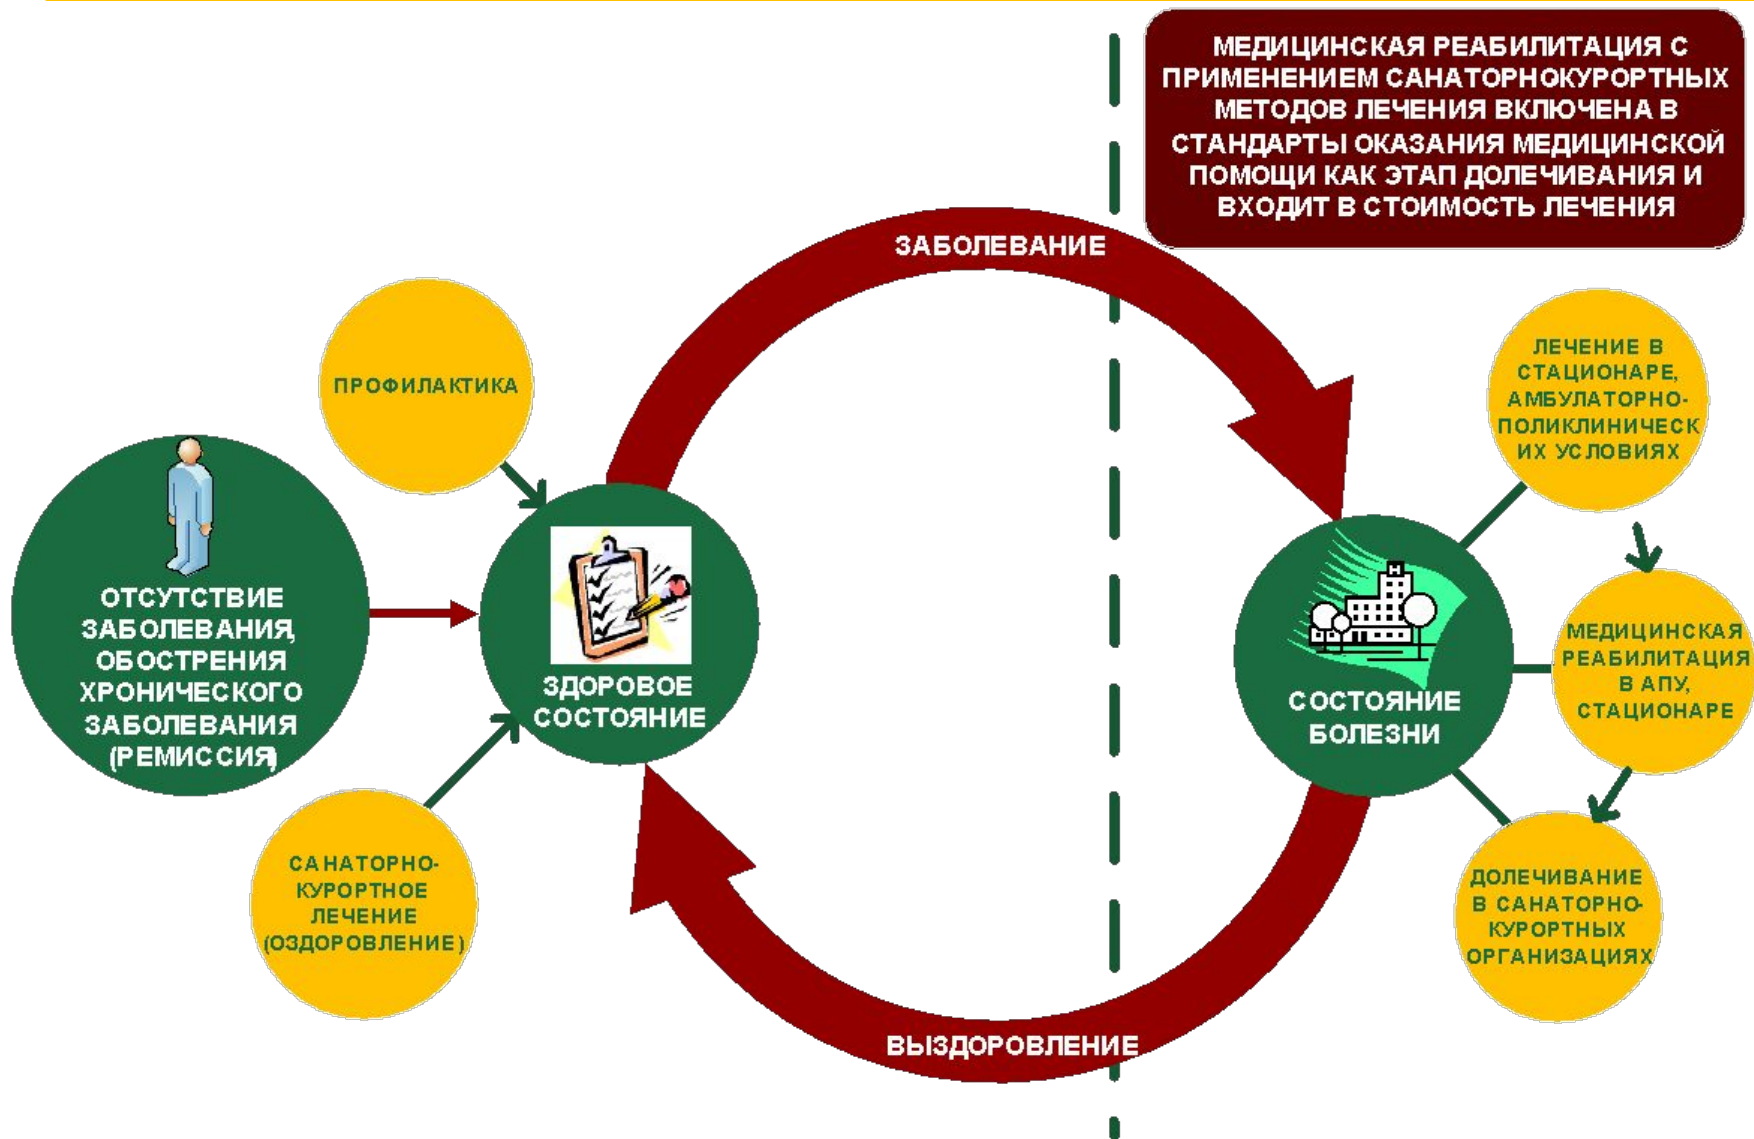 МЕДИЦИНСКАЯ РЕАБИЛИТАЦИЯ С
ПРИМЕНЕНИЕМ САНАТОРНОКУРОРТНЫХ
МЕТОДОВ ЛЕЧЕНИЯ ВКЛЮЧЕНА В
СТАНДАРТЫ ОКАЗАНИЯ МЕДИЦИНСКОЙ
ПОМОЩИ КАК ЭТАП ДОЛЕЧИВАНИЯ И
ВХОДИТ В СТОИМОСТЬ ЛЕЧЕНИЯ
ЗАБОЛЕВАНИЕ
ПРОФИЛАКТИКА
ЛЕЧЕНИЕ В
СТАЦИОНАРЕ,
АМБУЛАТОРНО-
ПОЛИКЛИНИЧЕСК
ИХ УСЛОВИЯХ
ОТСУТСТВИЕ
ЗАБОЛЕВАНИЯ,
ОБОСТРЕНИЯ
ХРОНИЧЕСКОГО
ЗАБОЛЕВАНИЯ
(РЕМИССИЯ)
ЗДОРОВОЕ
СОСТОЯНИЕ
H
СОСТОЯНИЕ
БОЛЕЗНИ
МЕДИЦИНСКАЯ
РЕАБИЛИТАЦИЯ
В АПУ,
СТАЦИОНАРЕ
САНАТОРНО-
КУРОРТНОЕ
ЛЕЧЕНИЕ
(ОЗДОРОВЛЕНИЕ)
ДОЛЕЧИВАНИЕ
В САНАТОРНО-
КУРОРТНЫХ
ОРГАНИЗАЦИЯХ
ВЫЗДОРОВЛЕНИЕ